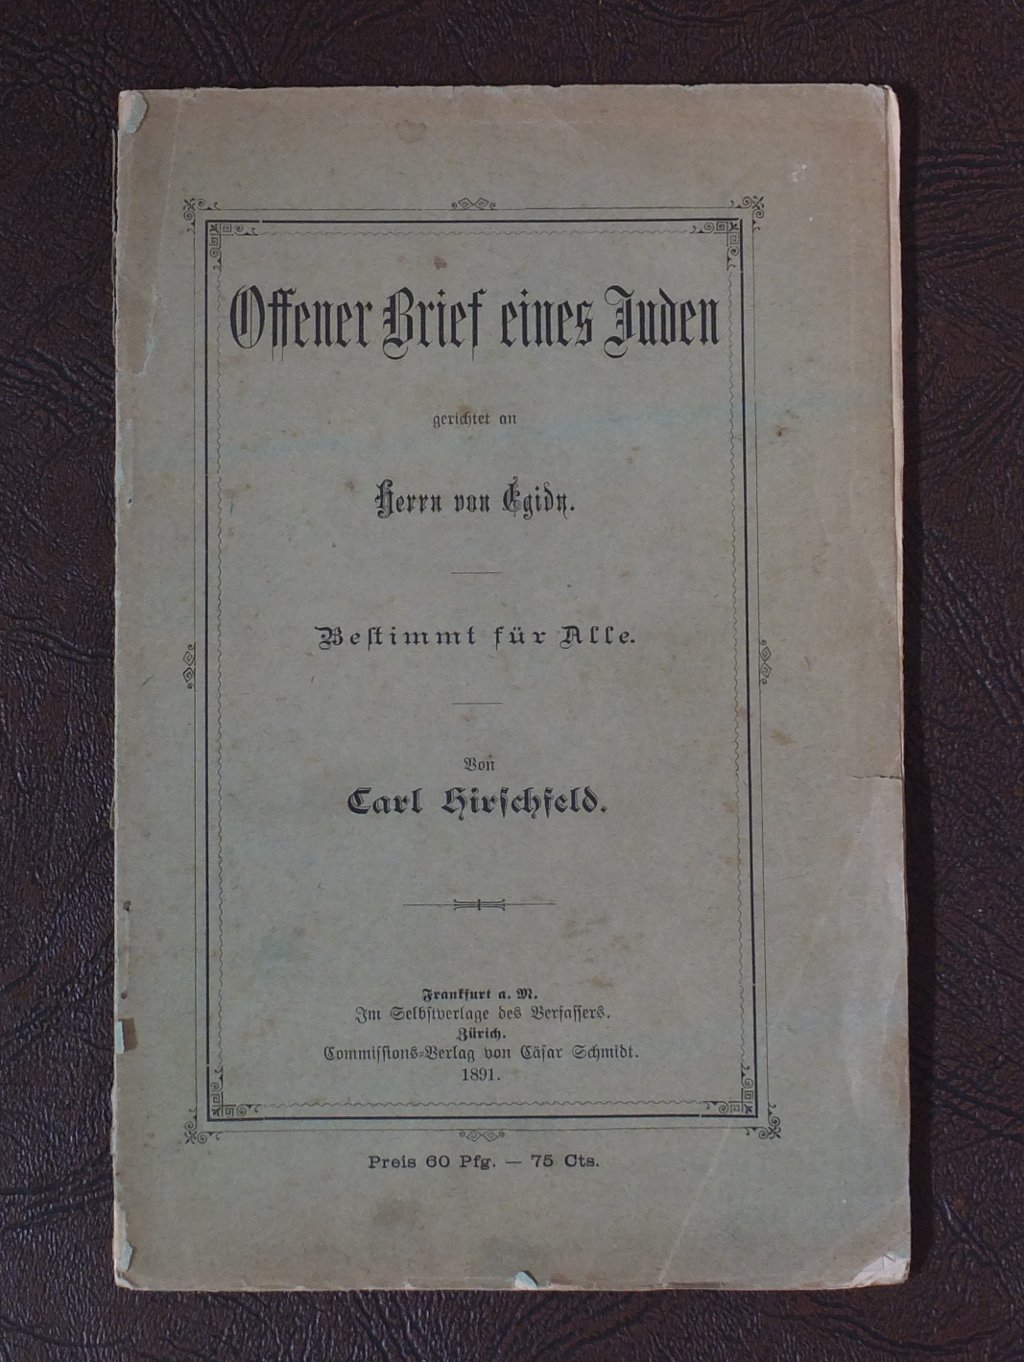 Offener Brief eines Juden
gerichtet an
Herrn von Egidy.
Bestimmt für Alle.
Von
Carl Hirschfeld.
Frankfurt a. M.
Im Selbstverlage des Verfassers.
Zürich.
Commissions-Verlag von Cäsar Schmidt.
1891.
Preis 60 Pfg. — 75 Cts.